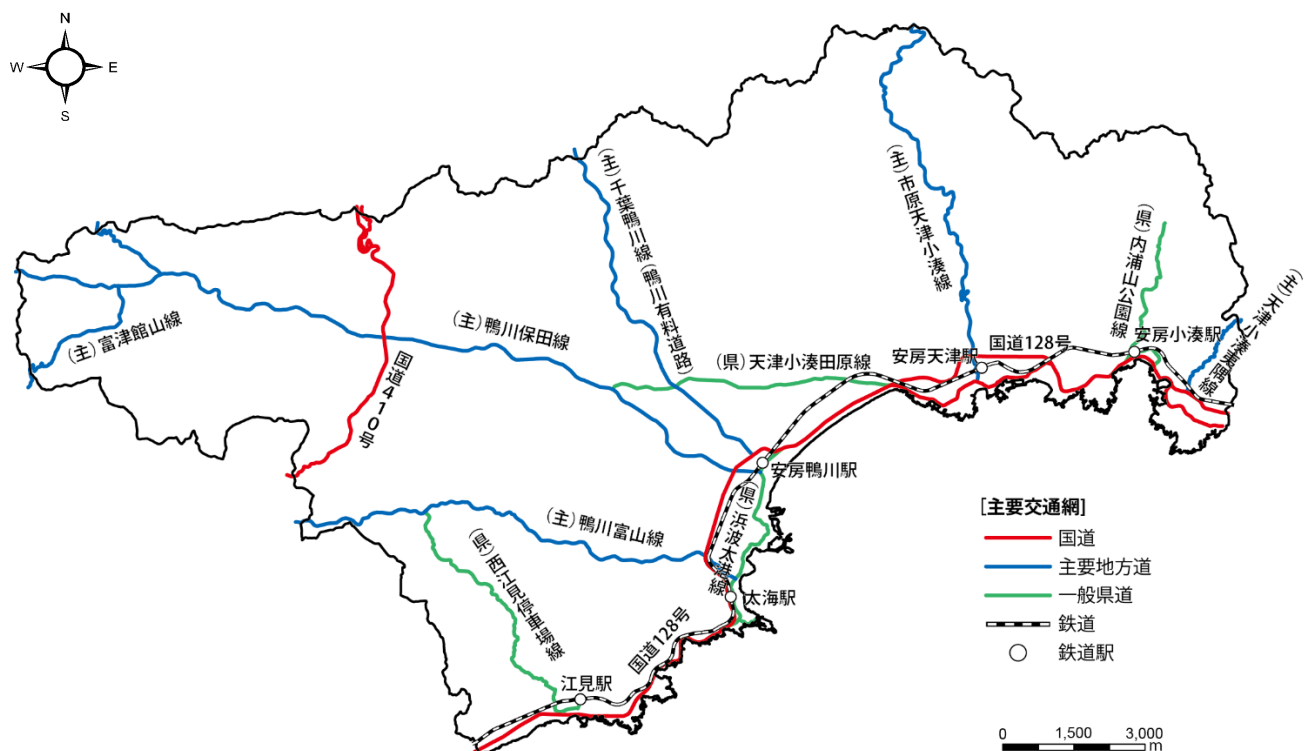 N
W
E
S
(主)千葉鴨川線(鴨川有料道路)
(主)市原天津小湊線
(県)内浦山公園線
(主)天津小湊夷隅線
(主)富津館山線
(主)鴨川保田線
国道410号
(県)天津小湊田原線
安房天津駅
国道128号
安房小湊駅
安房鴨川駅
(主)鴨川富山線
(県)浜波太港線
(県)西江見停車場線
太海駅
国道128号
江見駅
[主要交通網]
国道
主要地方道
一般県道
鉄道
鉄道駅
0 1,500 3,000
m